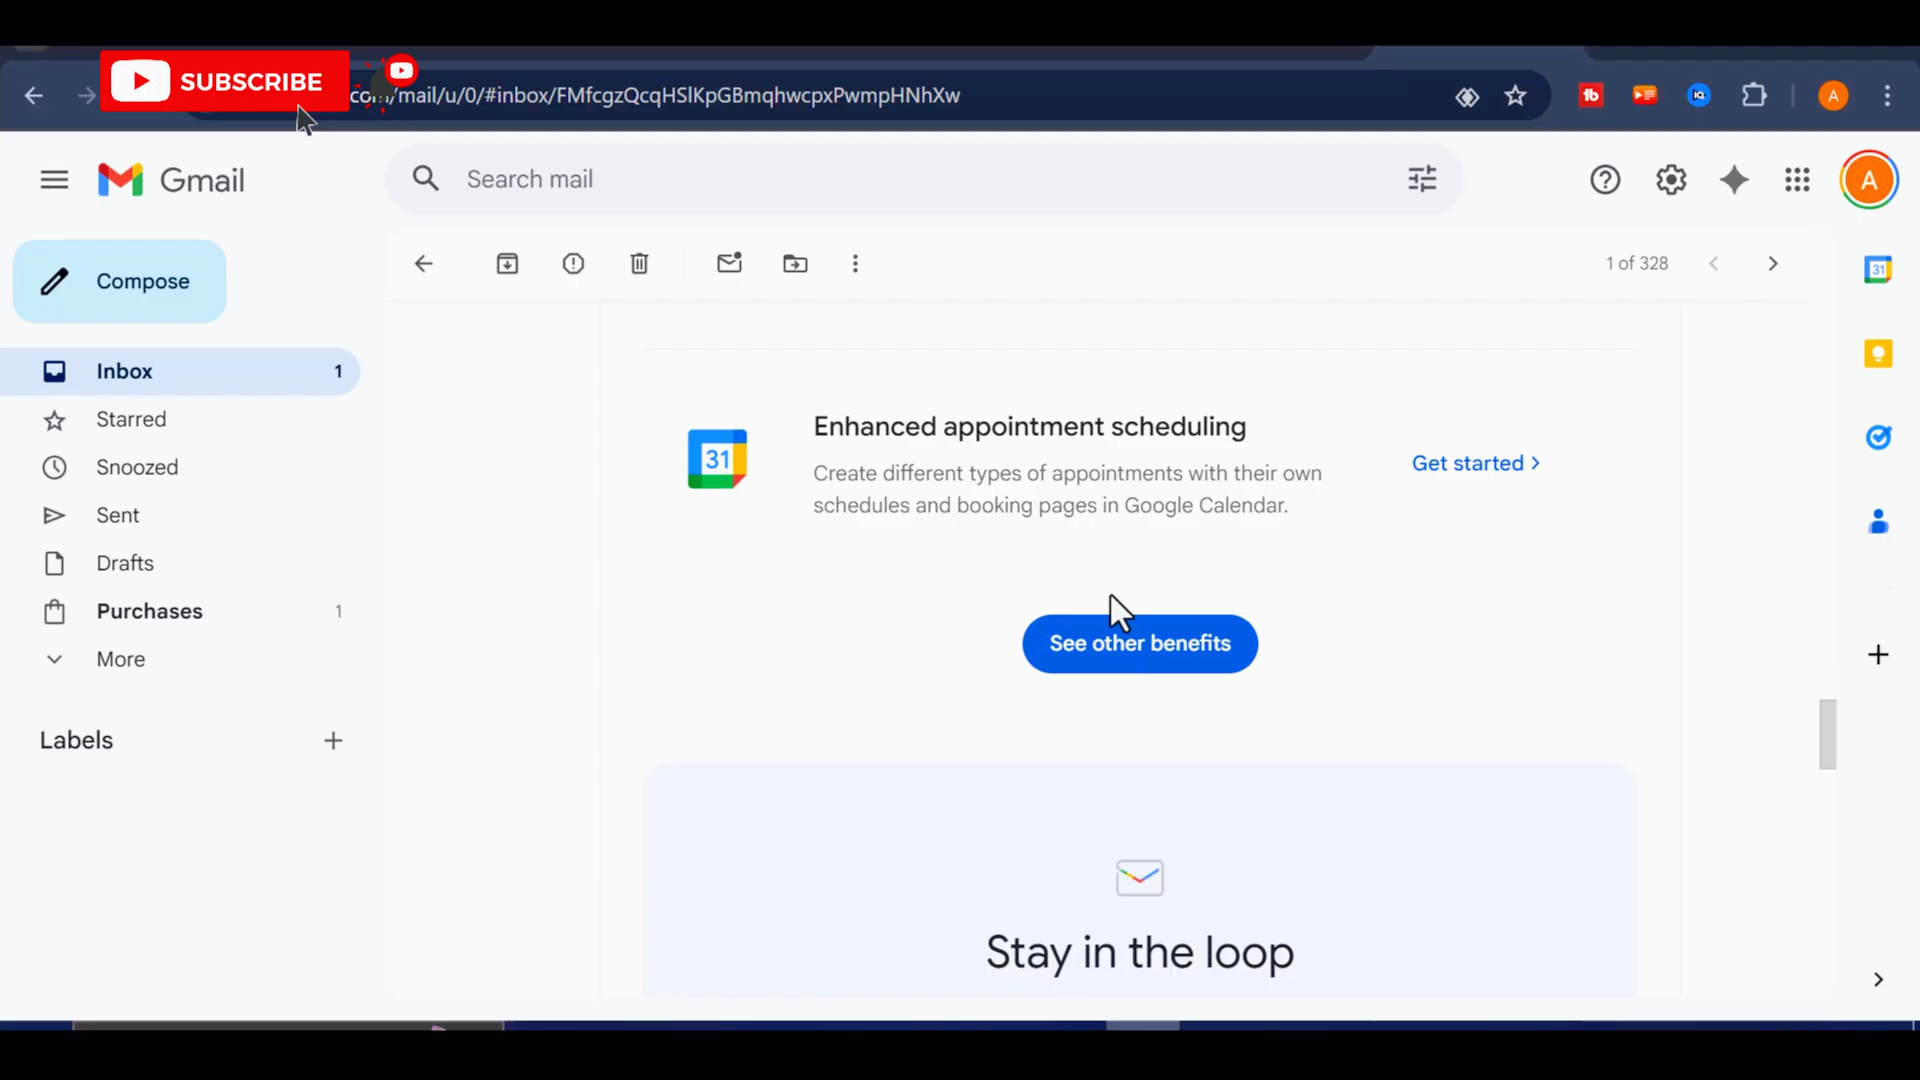 SUBSCRIBE
com/mail/u/0/#inbox/FMfcgzQcqHSlKpGBmqhwcpxPwmpHNhXw
A
Gmail
Search mail
A
Compose
1 of 328
31
Inbox 1
Starred
Snoozed
Sent
Drafts
Purchases 1
More
Labels
31
Enhanced appointment scheduling
Create different types of appointments with their own
schedules and booking pages in Google Calendar.
Get started
See other benefits
Stay in the loop